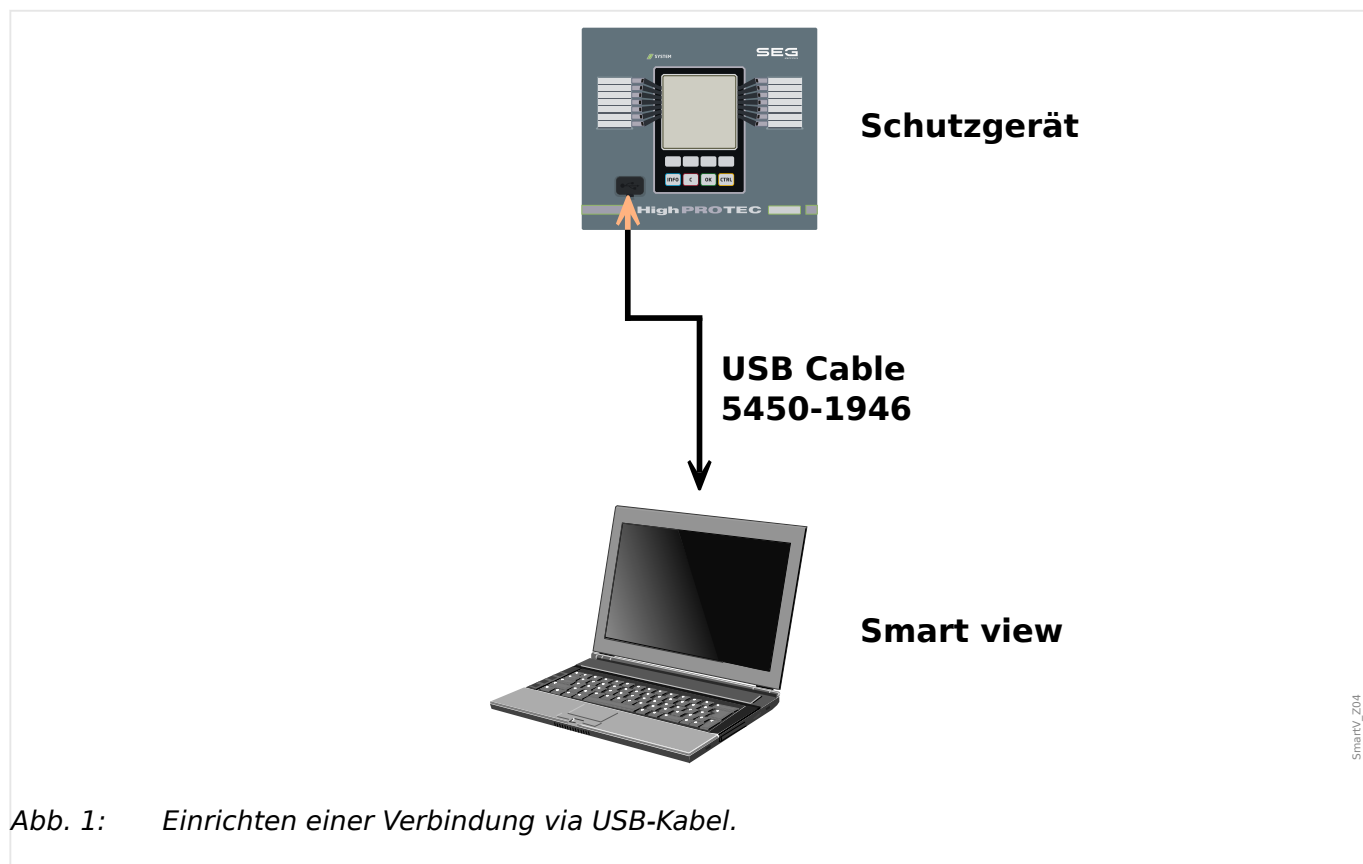 SYSTEM
SEG
Schutzgerät
INFO C OK CTRL
HighPROTEC
USB Cable
5450-1946
Smart view
SmartV_Z04
Abb. 1: Einrichten einer Verbindung via USB-Kabel.